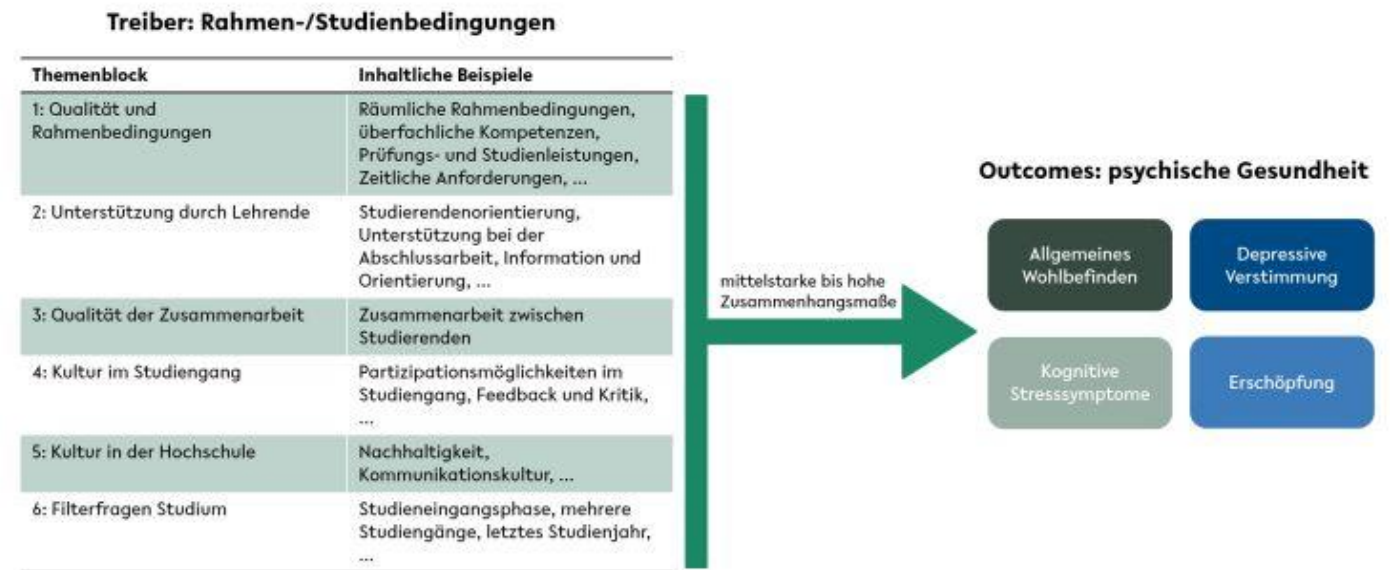 Treiber: Rahmen-/Studienbedingungen
Themenblock
Inhaltliche Beispiele
1: Qualität und
Rahmenbedingungen
Räumliche Rahmenbedingungen,
überfachliche Kompetenzen,
Prüfungs- und Studienleistungen,
Zeitliche Anforderungen, ...
2: Unterstützung durch Lehrende
Studierendenorientierung,
Unterstützung bei der
Abschlussarbeit, Information und
Orientierung, ...
3: Qualität der Zusammenarbeit
Zusammenarbeit zwischen
Studierenden
4: Kultur im Studiengang
Partizipationsmöglichkeiten im
Studiengang, Feedback und Kritik,
...
5: Kultur in der Hochschule
Nachhaltigkeit,
Kommunikationskultur, ...
6: Filterfragen Studium
Studieneingangsphase, mehrere
Studiengänge, letztes Studienjahr,
...
mittelstarke bis hohe
Zusammenhangsmaße
Outcomes: psychische Gesundheit
Allgemeines
Wohlbefinden
Depressive
Verstimmung
Kognitive
Stresssymptome
Erschöpfung